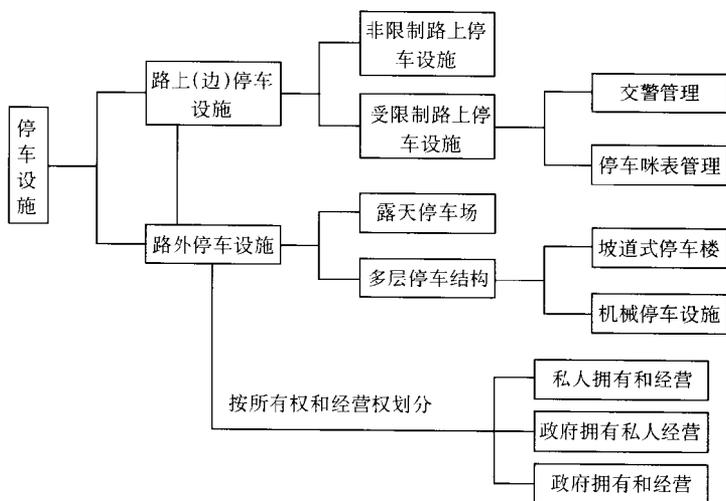 停
车
设
施
路上(边)停车
设施
非限制路上停
车设施
受限制路上停
车设施
交警管理
停车咪表管理
路外停车设施
露天停车场
多层停车结构
坡道式停车楼
机械停车设施
按所有权和经营权划分
私人拥有和经营
政府拥有私人经营
政府拥有和经营